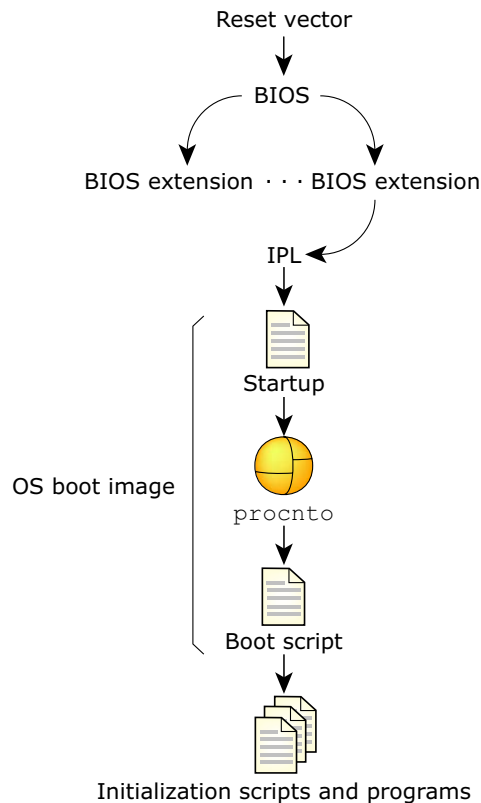 Reset vector
BIOS
BIOS extension · · · BIOS extension
IPL
Startup
OS boot image
procnto
Boot script
Initialization scripts and programs